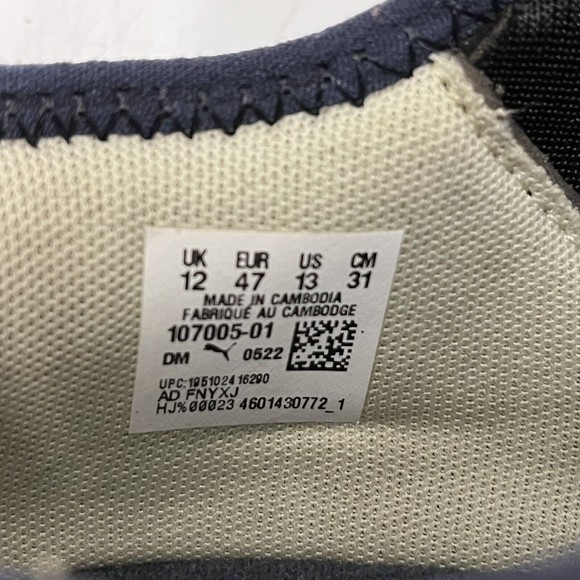 UK EUR US CM
12 47 13 31
MADE IN CAMBODIA
FABRIQUÉ AU CAMBODGE
107005-01
DM 0522
UPC:195102416290
AD FNYXJ
HJ%00023 4601430772_1